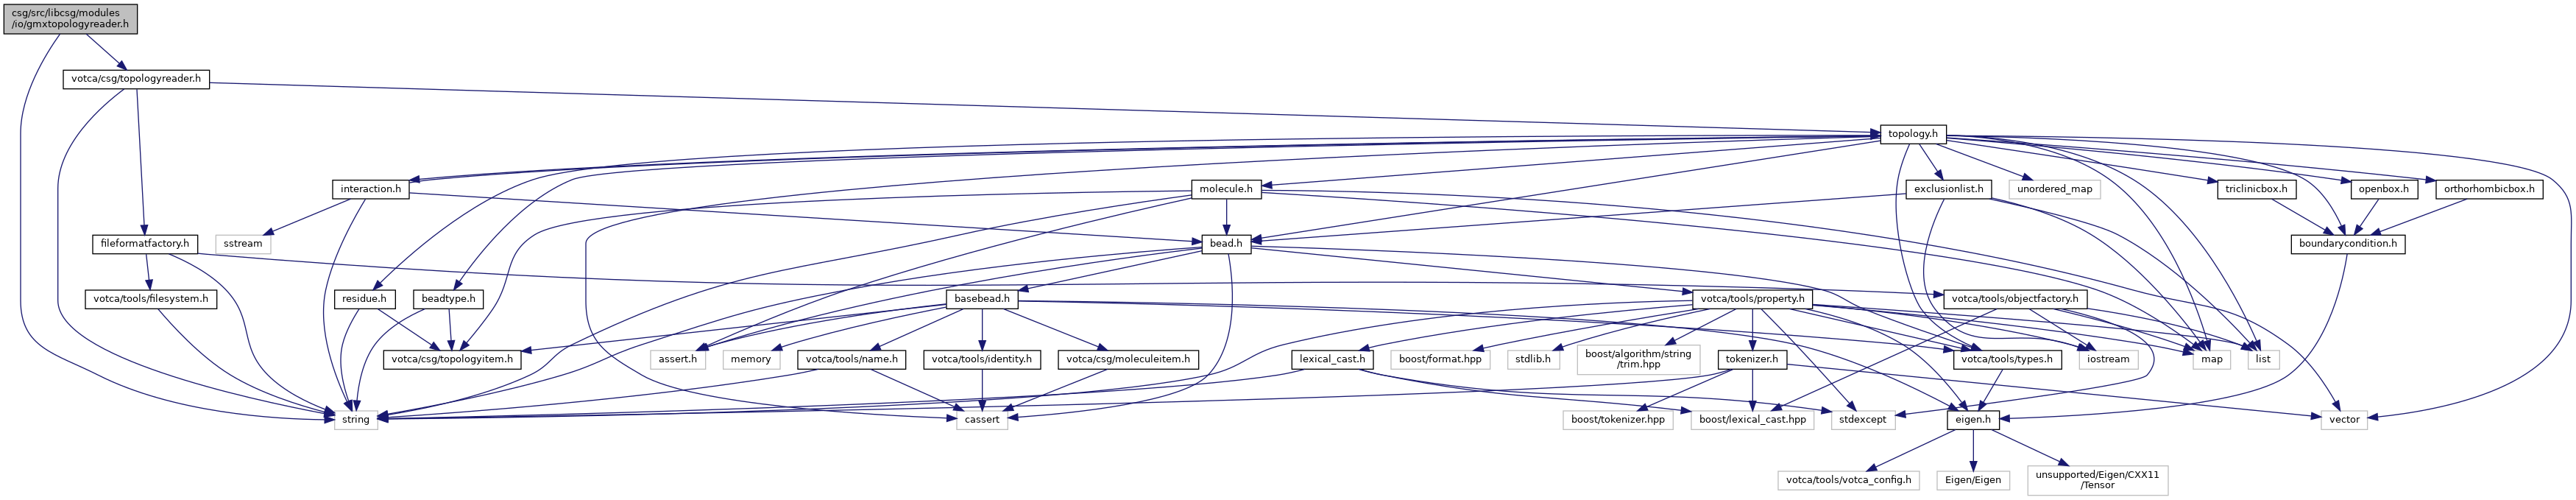 csg/src/libcsg/modules
/io/gmxtopologyreader.h
votca/csg/topologyreader.h
topology.h
interaction.h
molecule.h
exclusionlist.h
unordered_map
triclinicbox.h
openbox.h
orthorhombicbox.h
fileformatfactory.h
sstream
bead.h
boundarycondition.h
votca/tools/filesystem.h
residue.h
beadtype.h
basebead.h
votca/tools/property.h
votca/tools/objectfactory.h
votca/csg/topologyitem.h
assert.h
memory
votca/tools/name.h
votca/tools/identity.h
votca/csg/moleculeitem.h
lexical_cast.h
boost/format.hpp
stdlib.h
boost/algorithm/string
/trim.hpp
tokenizer.h
votca/tools/types.h
iostream
map
list
string
cassert
boost/tokenizer.hpp
boost/lexical_cast.hpp
stdexcept
eigen.h
vector
votca/tools/votca_config.h
Eigen/Eigen
unsupported/Eigen/CXX11
/Tensor